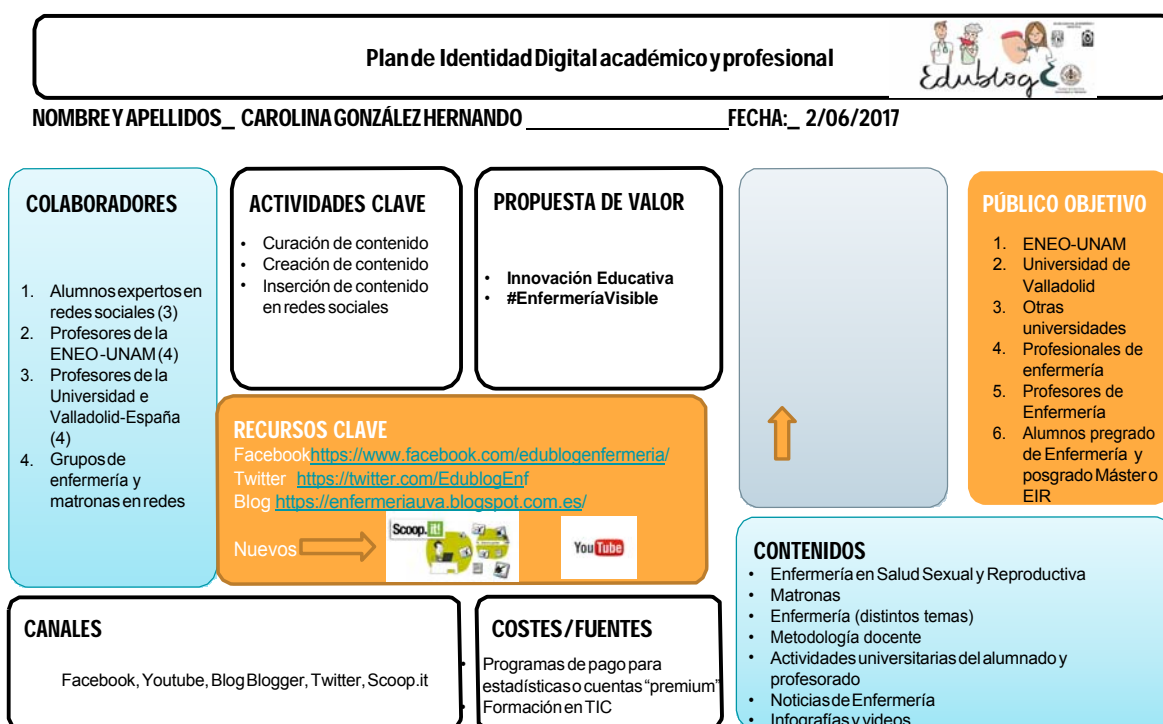 Plan de Identidad Digital académico y profesional
EdublogE
NOMBRE Y APELLIDOS_ CAROLINA GONZÁLEZ HERNANDO ____________________ FECHA:_ 2/06/2017
COLABORADORES
1. Alumnos expertos en
redes sociales (3)
2. Profesores de la
ENEO-UNAM (4)
3. Profesores de la
Universidad e
Valladolid-España
(4)
4. Grupos de
enfermería y
matronas en redes
ACTIVIDADES CLAVE
• Curación de contenido
• Creación de contenido
• Inserción de contenido
en redes sociales
PROPUESTA DE VALOR
• Innovación Educativa
• #EnfermeríaVisible
PÚBLICO OBJETIVO
1. ENEO-UNAM
2. Universidad de
Valladolid
3. Otras
universidades
4. Profesionales de
enfermería
5. Profesores de
Enfermería
6. Alumnos pregrado
de Enfermería y
posgrado Máster o
EIR
RECURSOS CLAVE
Facebook https://www.facebook.com/edublogenfermeria/
Twitter https://twitter.com/EdublogEnf
Blog https://enfermeriauva.blogspot.com.es/
Nuevos
Scoop.it!
YouTube
CANALES
Facebook, Youtube, Blog Blogger, Twitter, Scoop.it
COSTES/FUENTES
• Programas de pago para
estadísticas o cuentas “premium”
• Formación en TIC
CONTENIDOS
• Enfermería en Salud Sexual y Reproductiva
• Matronas
• Enfermería (distintos temas)
• Metodología docente
• Actividades universitarias del alumnado y
profesorado
• Noticias de Enfermería
• Infografías y videos